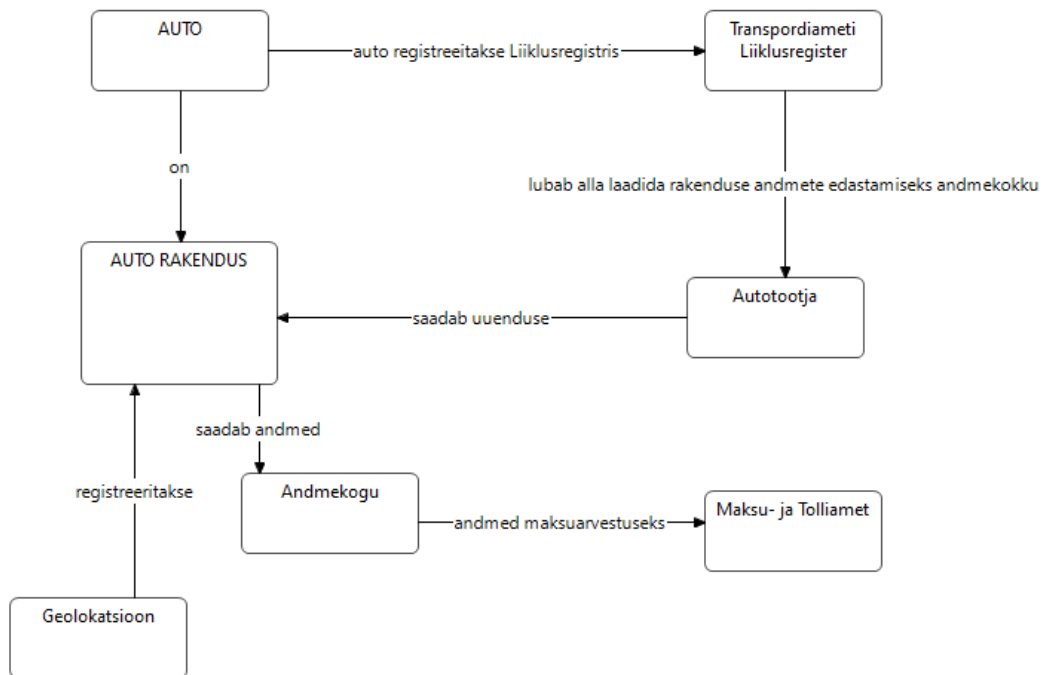 AUTO
auto registreeitakse Liiklusregistris
Transpordiameti
Liiklusregister
on
lubab alla laadida rakenduse andmete edastamiseks andmekokku
AUTO RAKENDUS
Autotootja
saadab uuenduse
saadab andmed
registreeritakse
Andmekogu
andmed maksuarvestuseks
Maksu- ja Tolliamet
Geolokatsioon